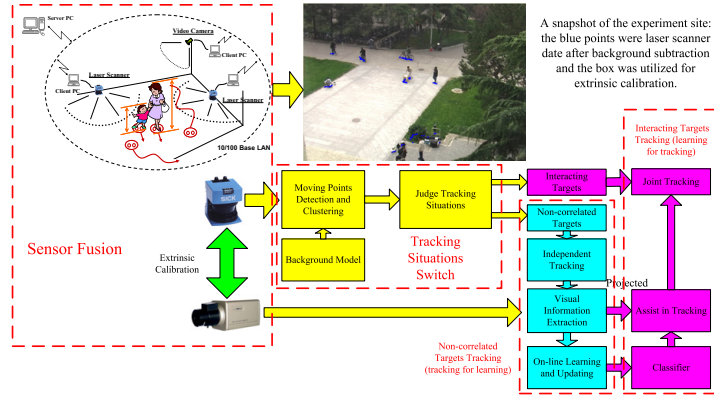 Server PC
Video Camera
Client PC
Laser Scanner
Client PC
Laser Scanner
10/100 Base LAN
A snapshot of the experiment site:
the blue points were laser scanner
date after background subtraction
and the box was utilized for
extrinsic calibration.
Interacting Targets
Tracking (learning
for tracking)
SICK
Moving Points
Detection and
Clustering
Judge Tracking
Situations
Interacting
Targets
Joint Tracking
Non-correlated
Targets
Sensor Fusion
Extrinsic
Calibration
Background Model
Tracking
Situations
Switch
Independent
Tracking
Projected
Visual
Information
Extraction
Assist in Tracking
Non-correlated
Targets Tracking
(tracking for learning)
On-line Learning
and Updating
Classifier